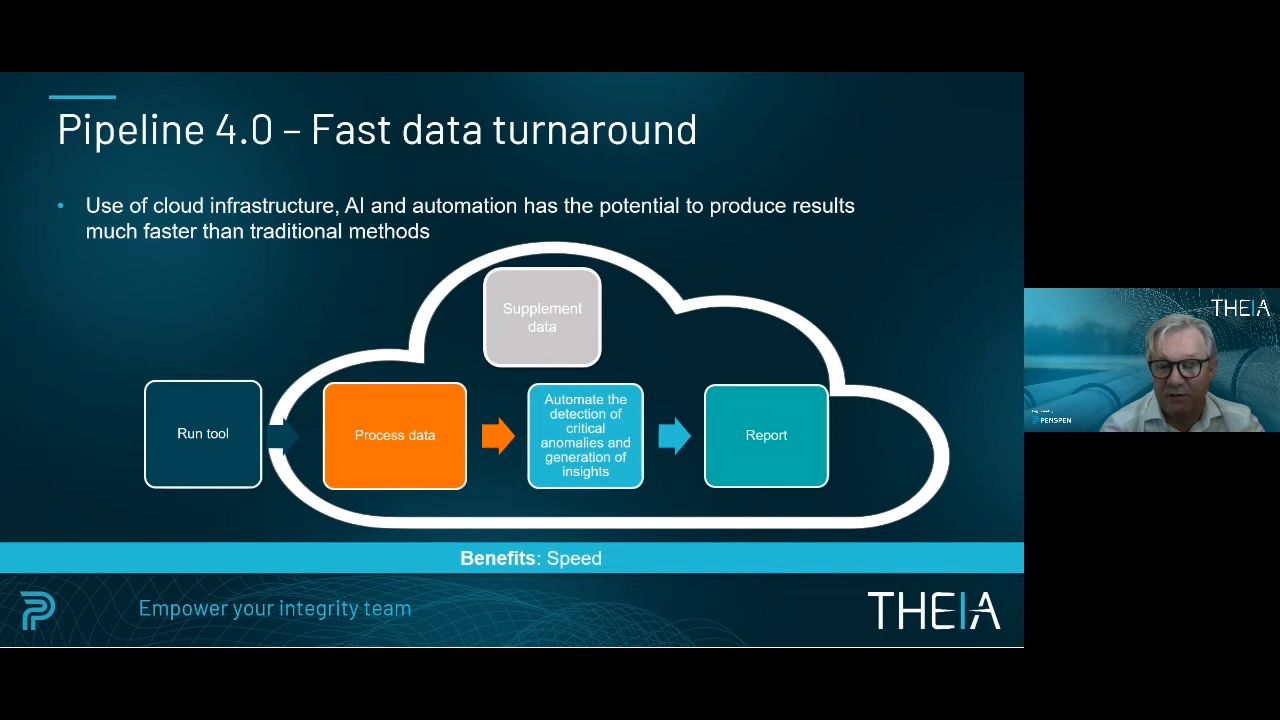 Pipeline 4.0 – Fast data turnaround
• Use of cloud infrastructure, AI and automation has the potential to produce results
much faster than traditional methods
Supplement
data
Run tool
Process data
Automate the
detection of
critical
anomalies and
generation of
insights
Report
Benefits: Speed
Empower your integrity team
THEIA
THEIA
PENSPEN